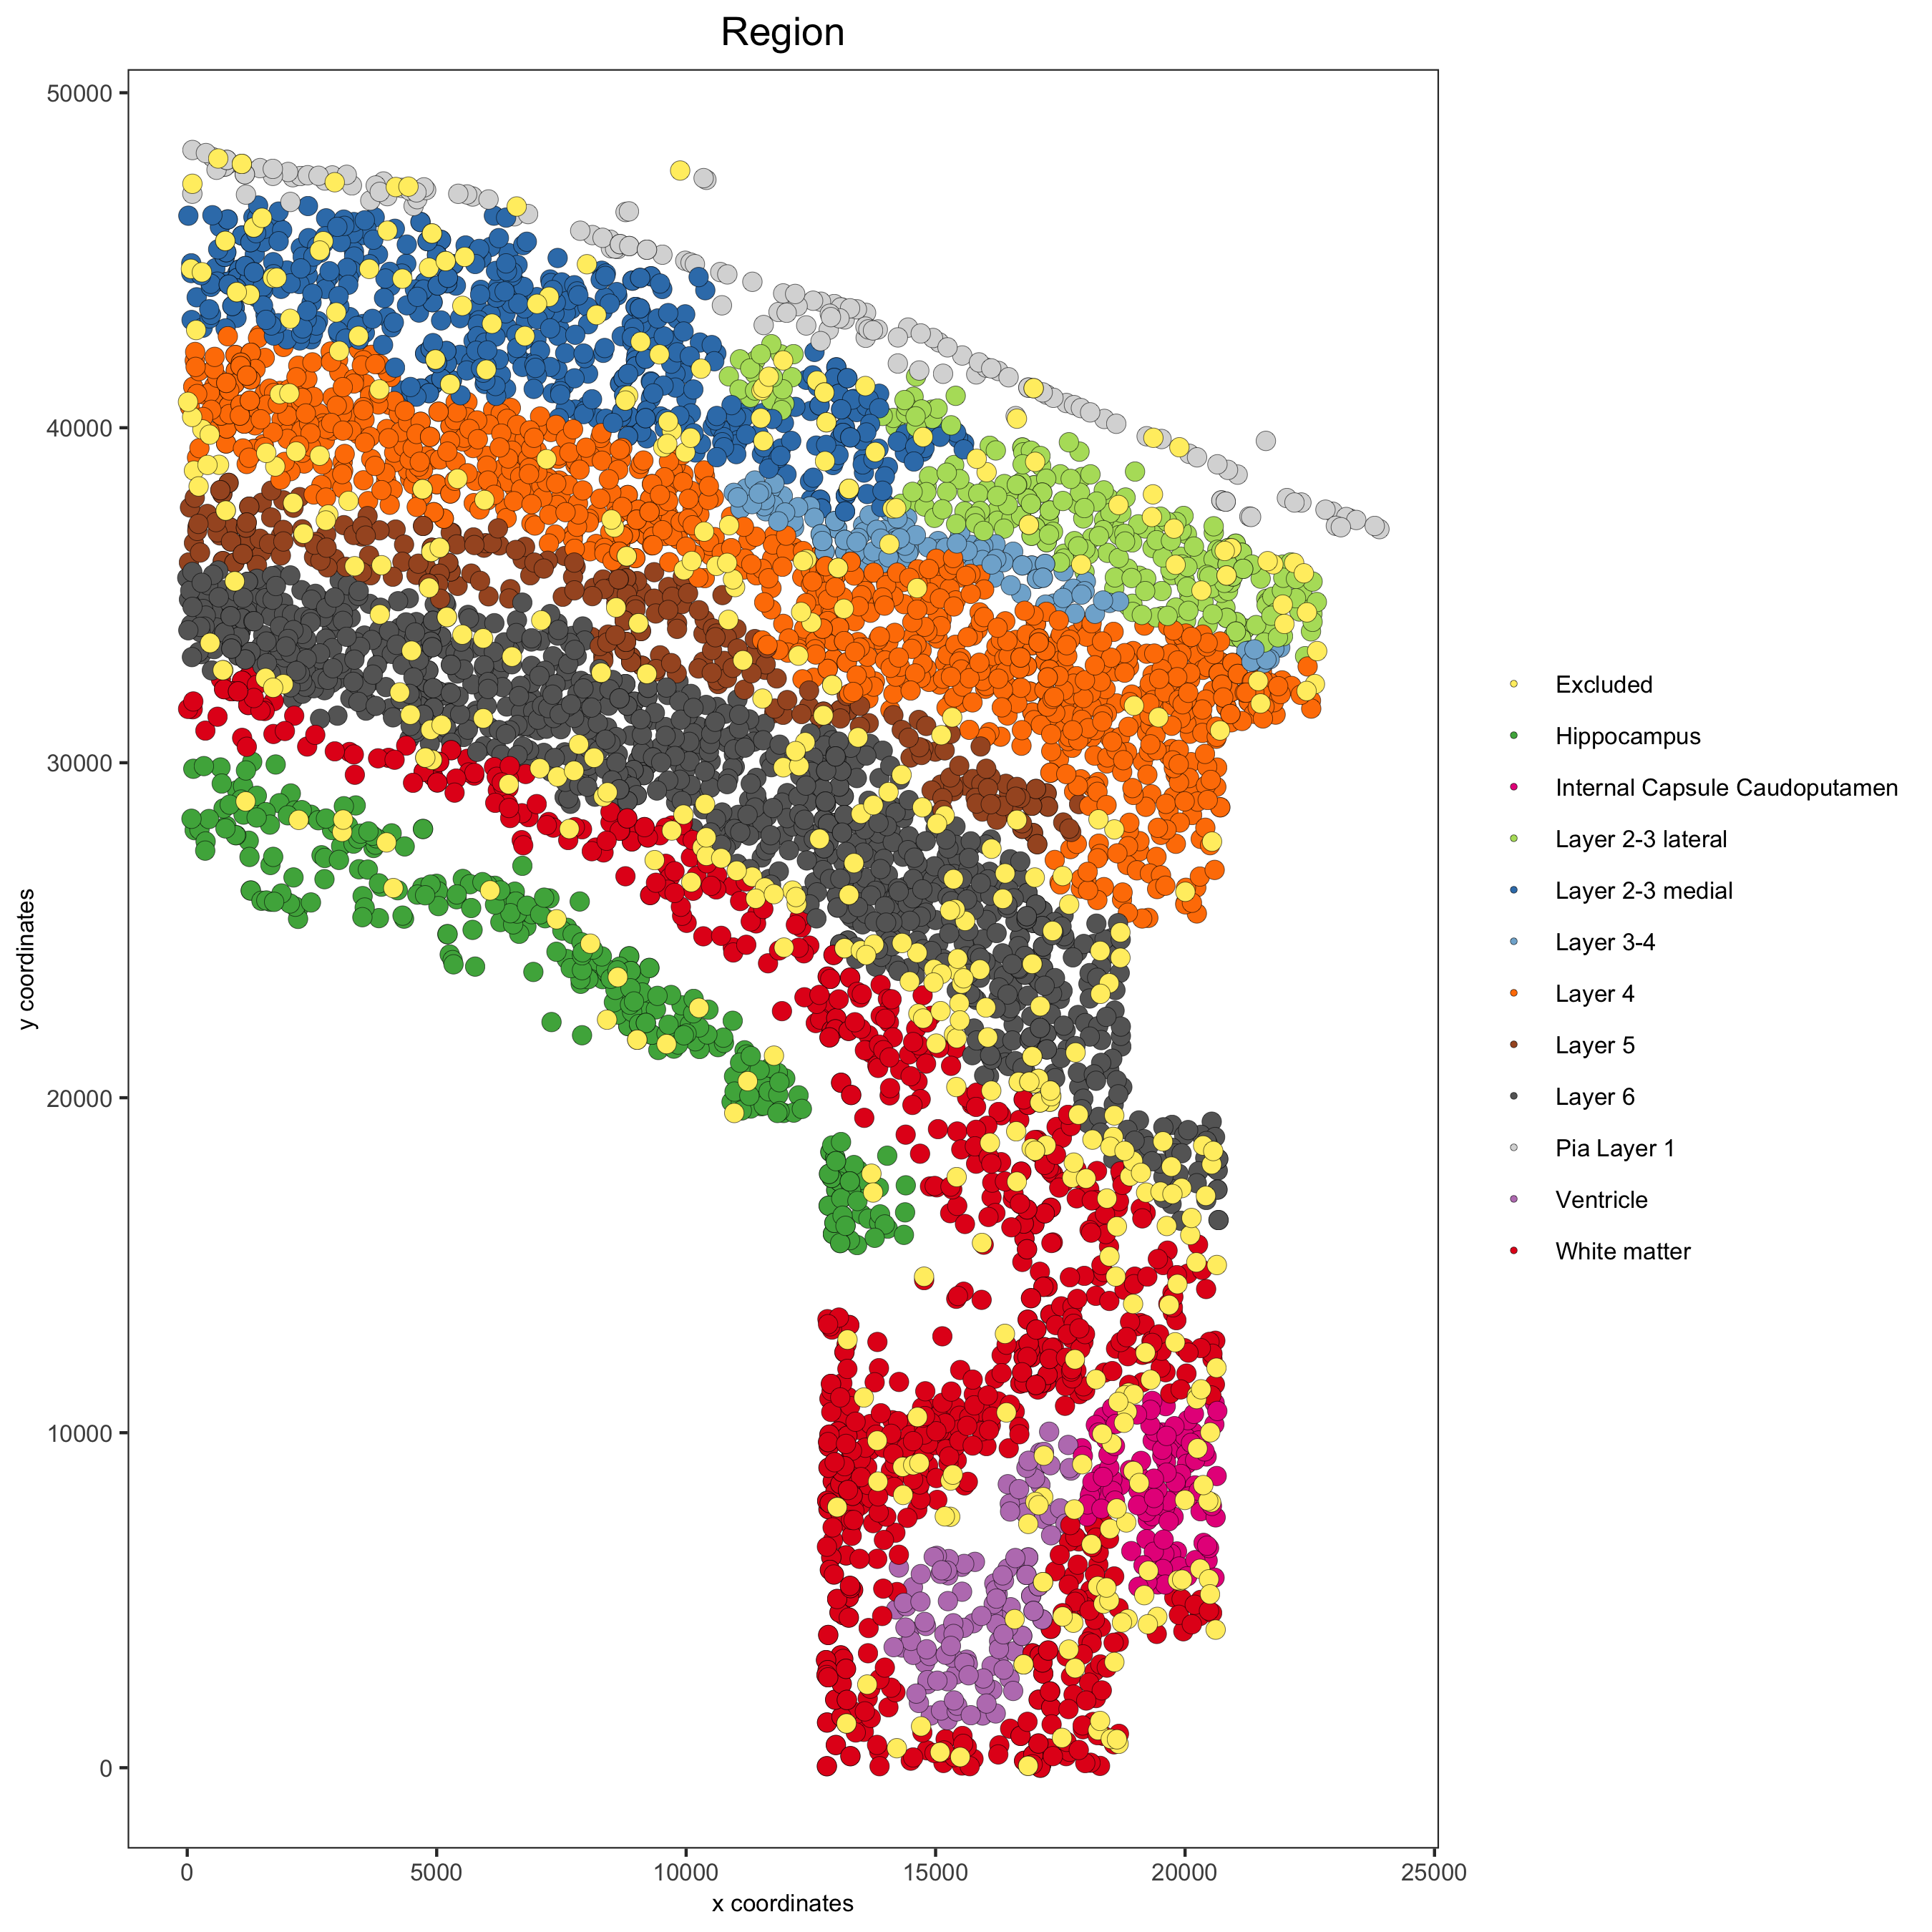 Region
50000
40000
30000
20000
10000
0
y coordinates
0
5000
10000
15000
20000
25000
x coordinates
Excluded
Hippocampus
Internal Capsule Caudoputamen
Layer 2-3 lateral
Layer 2-3 medial
Layer 3-4
Layer 4
Layer 5
Layer 6
Pia Layer 1
Ventricle
White matter